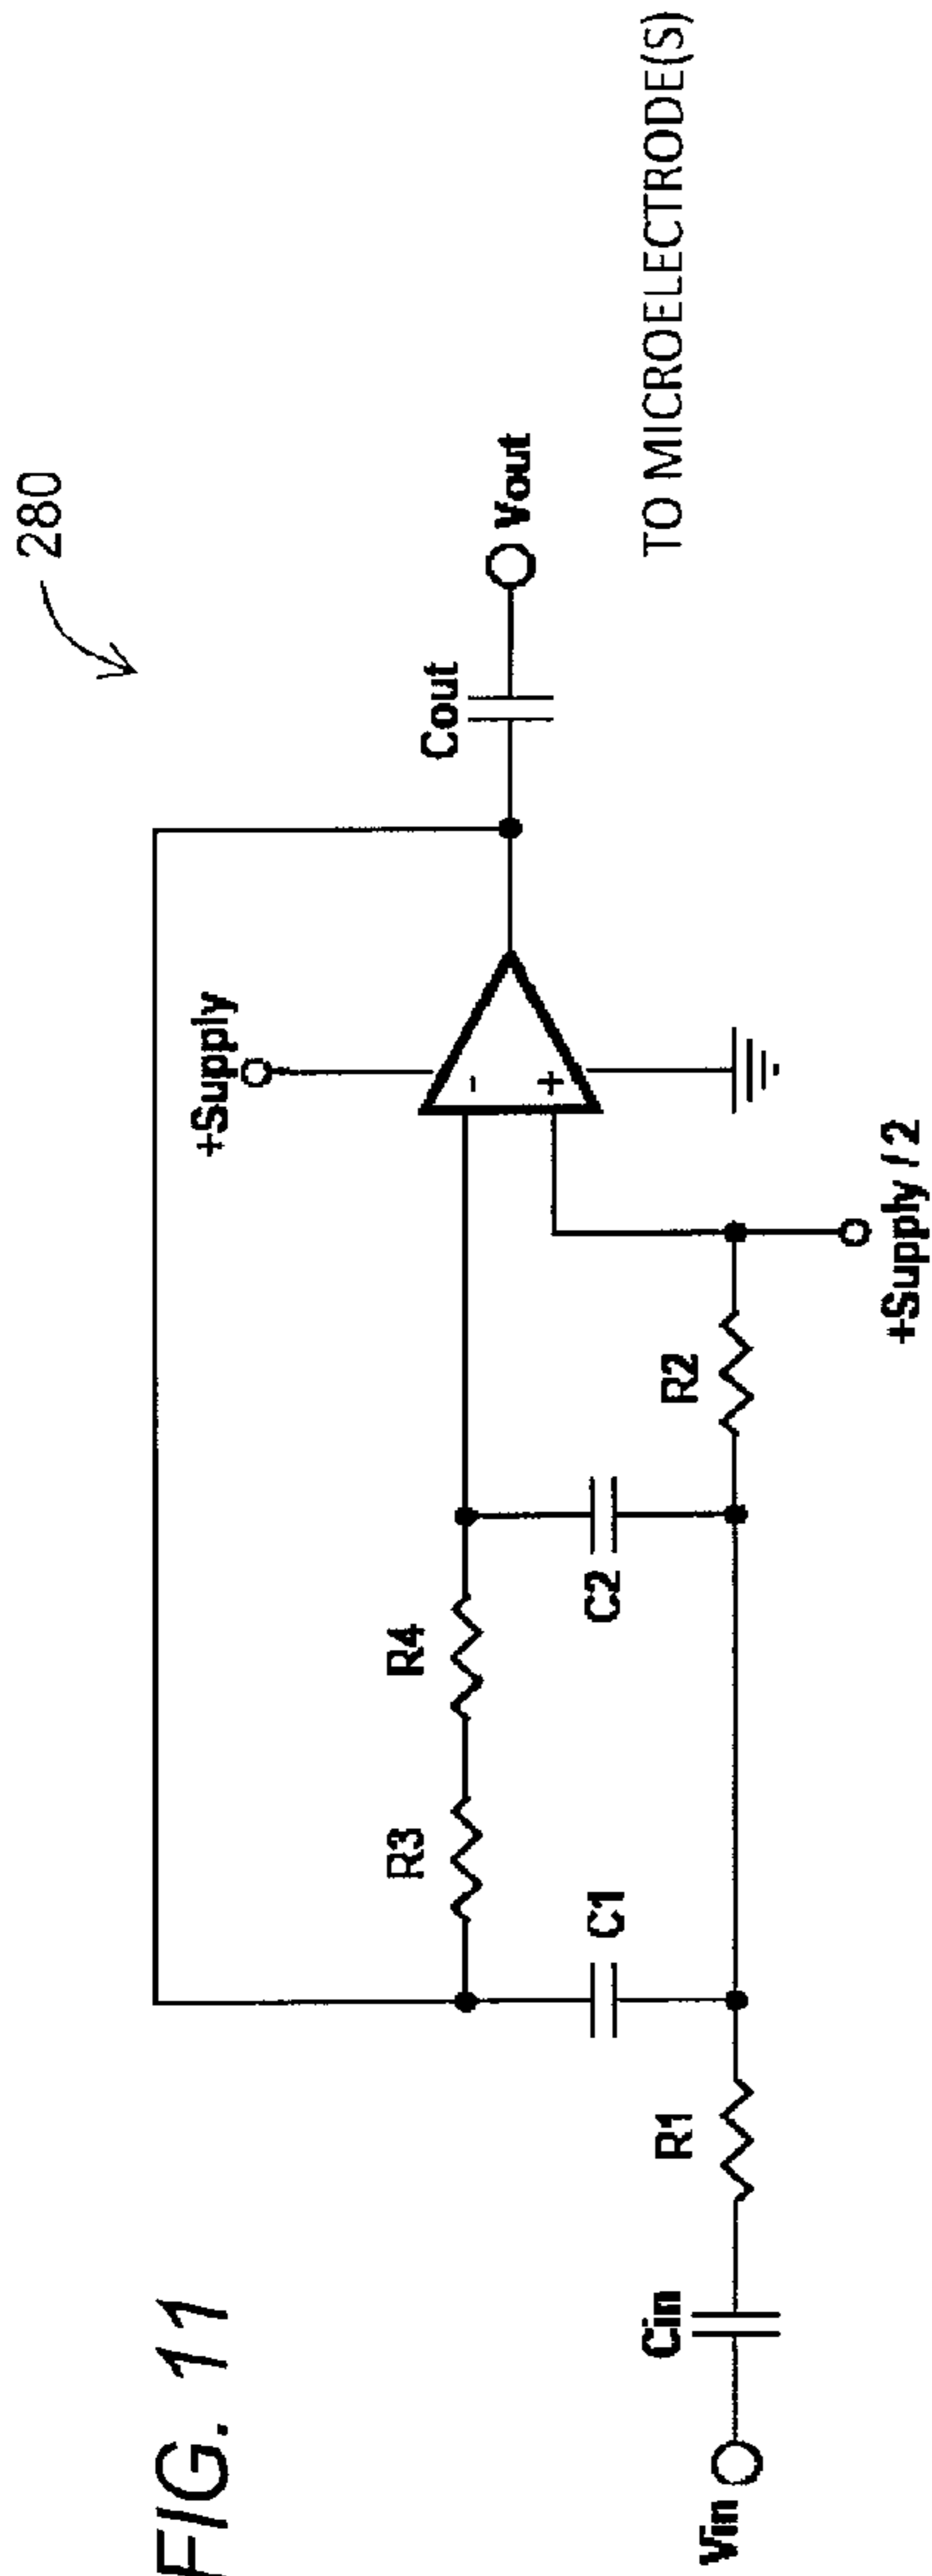 FIG. 11
280
Vin
Cin
R1
C1
R3
R4
C2
R2
+Supply / 2
+Supply
-
+
Cout
Vout
TO MICROELECTRODE(S)